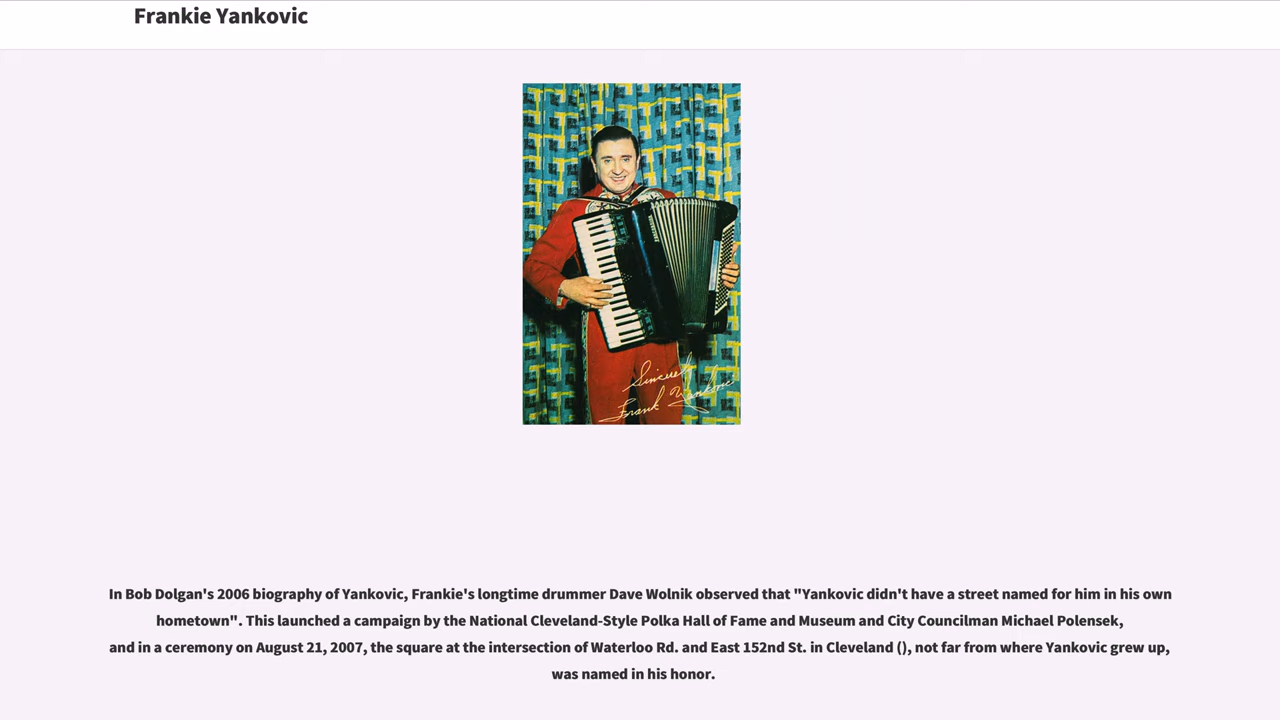 Frankie Yankovic
Sincerely
Frank Yankovic
In Bob Dolgan's 2006 biography of Yankovic, Frankie's longtime drummer Dave Wolnik observed that "Yankovic didn't have a street named for him in his own
hometown". This launched a campaign by the National Cleveland-Style Polka Hall of Fame and Museum and City Councilman Michael Polensek,
and in a ceremony on August 21, 2007, the square at the intersection of Waterloo Rd. and East 152nd St. in Cleveland (), not far from where Yankovic grew up,
was named in his honor.